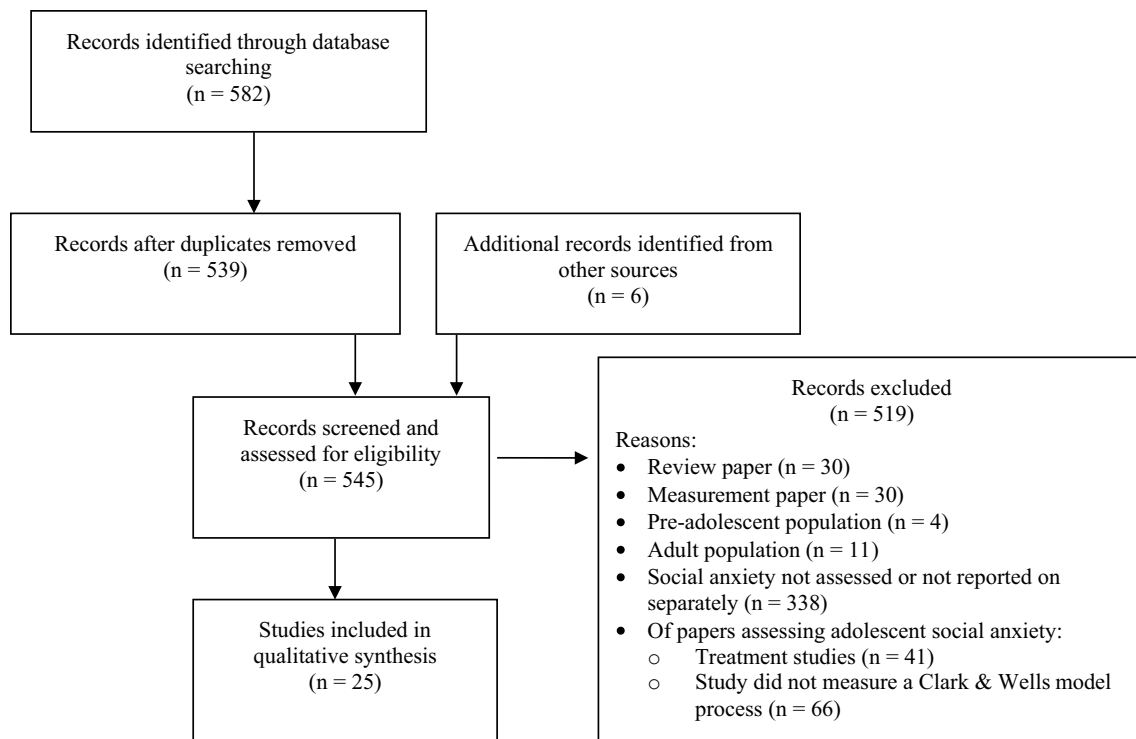 Records identified through database
searching
(n = 582)
Records after duplicates removed
(n = 539)
Additional records identified from
other sources
(n = 6)
Records screened and
assessed for eligibility
(n = 545)
Records excluded
(n = 519)
Reasons:
• Review paper (n = 30)
• Measurement paper (n = 30)
• Pre-adolescent population (n = 4)
• Adult population (n = 11)
• Social anxiety not assessed or not reported on
separately (n = 338)
• Of papers assessing adolescent social anxiety:
o Treatment studies (n = 41)
o Study did not measure a Clark & Wells model
process (n = 66)
Studies included in
qualitative synthesis
(n = 25)